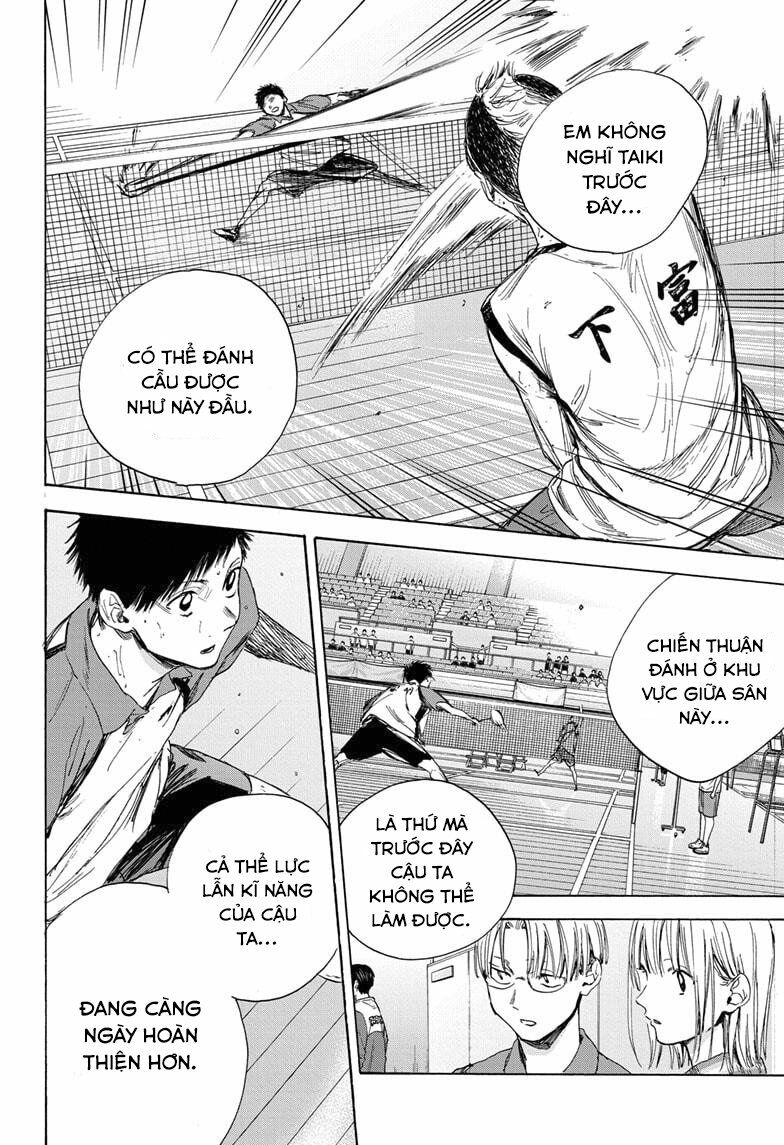 EM KHÔNG
NGHĨ TAIKI
TRƯỚC
ĐÂY...
富
下
CÓ THỂ ĐÁNH
CẦU ĐƯỢC
NHƯ NÀY ĐẦU.
CHIẾN THUẬN
ĐÁNH Ở KHU
VỰC GIỮA SÂN
NÀY...
LÀ THỨ MÀ
TRƯỚC ĐÂY
CẬU TA
KHÔNG THỂ
LÀM ĐƯỢC.
CẢ THỂ LỰC
LẪN KĨ NĂNG
CỦA CẬU
TA...
ĐANG CÀNG
NGÀY HOÀN
THIỆN HƠN.